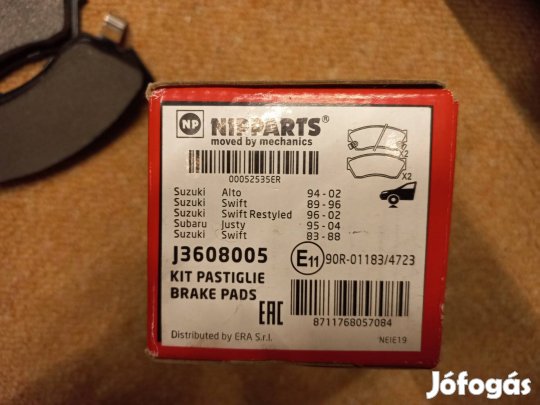 NP NIPPARTS®
moved by mechanics
00052535ER
X2
X2
Suzuki Alto 94-02
Suzuki Swift 89-96
Suzuki Swift Restyled 96-02
Subaru Justy 95-04
Suzuki Swift 83-88
J3608005
E11 90R-01183/4723
KIT PASTIGLIE
BRAKE PADS
EAC
8711768057084
Distributed by ERA S.r.l.
NEIE19
Jófogás